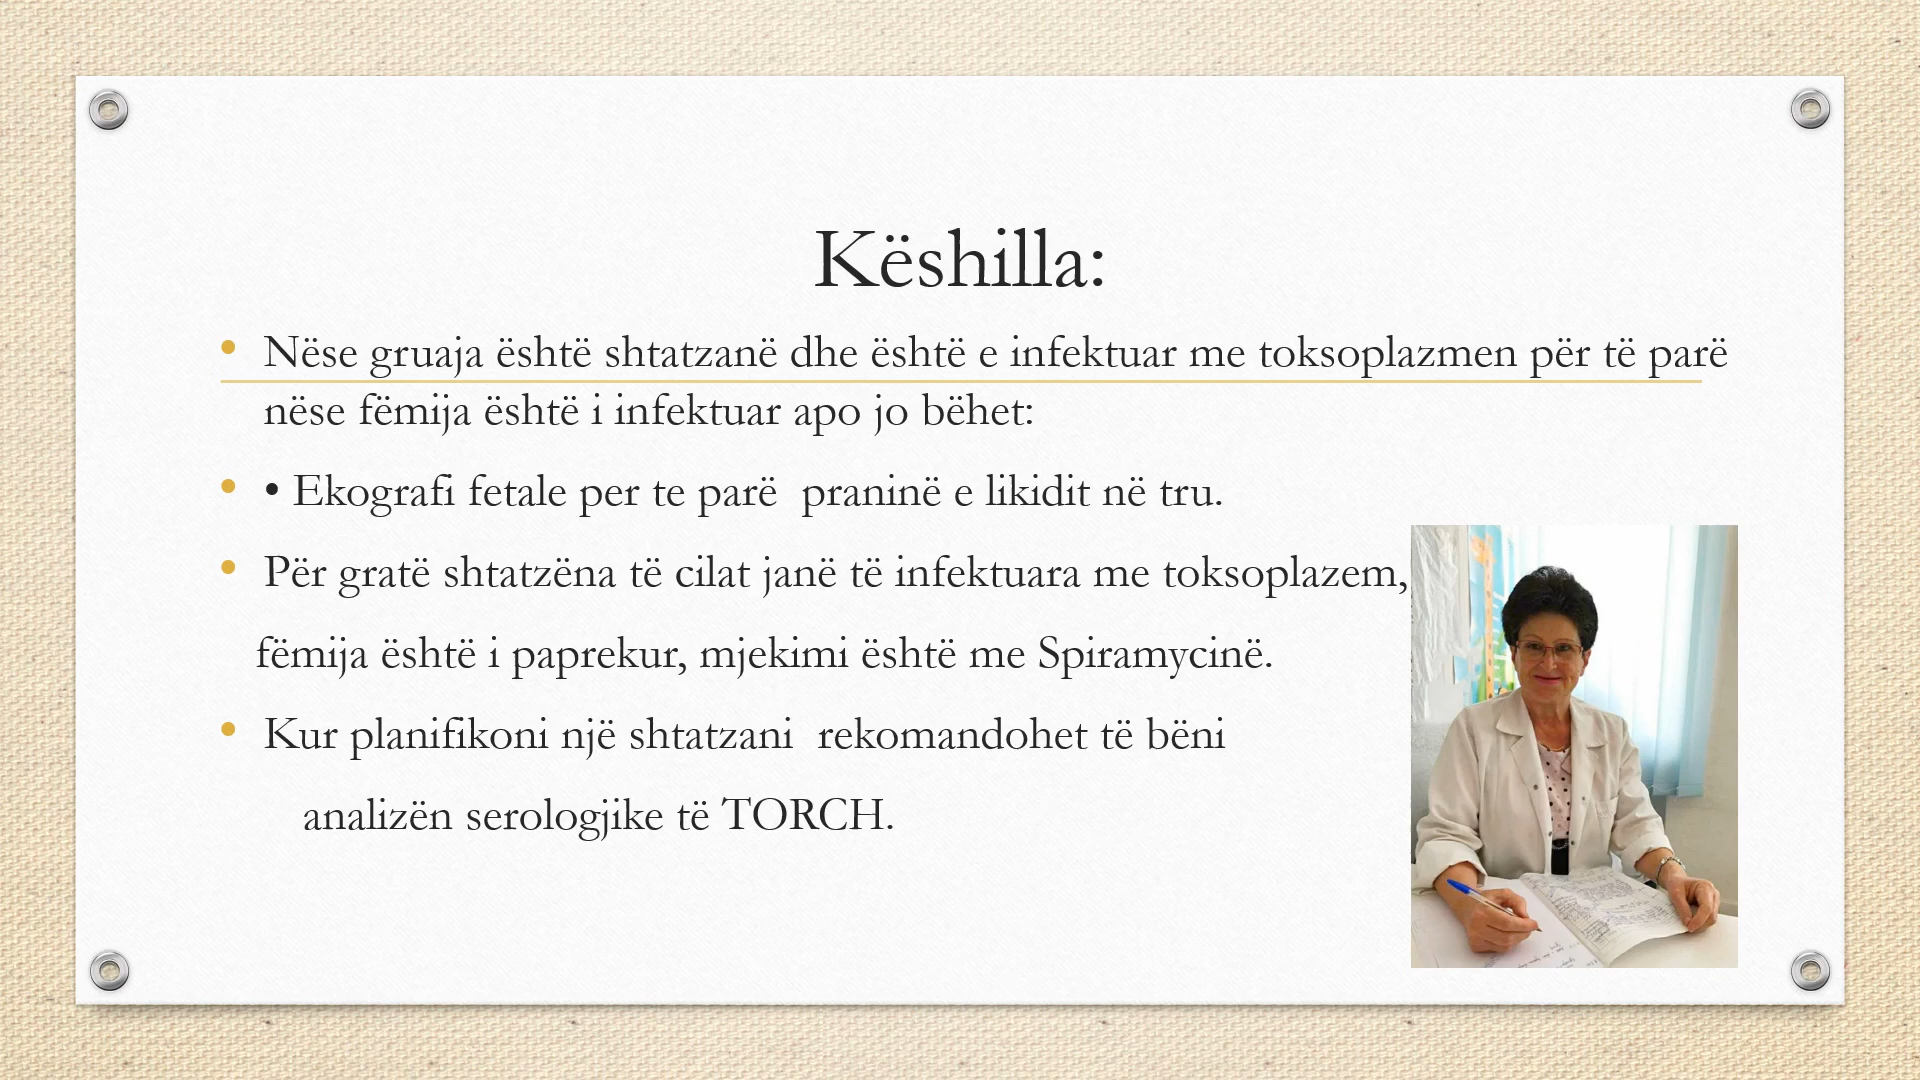 Këshilla:
• Nëse gruaja është shtatzanë dhe është e infektuar me toksoplazmen për të parë
nëse fëmija është i infektuar apo jo bëhet:
• • Ekografi fetale per te parë  praninë e likidit në tru.
• Për gratë shtatzëna të cilat janë të infektuara me toksoplazem,
fëmija është i paprekur, mjekimi është me Spiramycinë.
• Kur planifikoni një shtatzani  rekomandohet të bëni
analizën serologjike të TORCH.